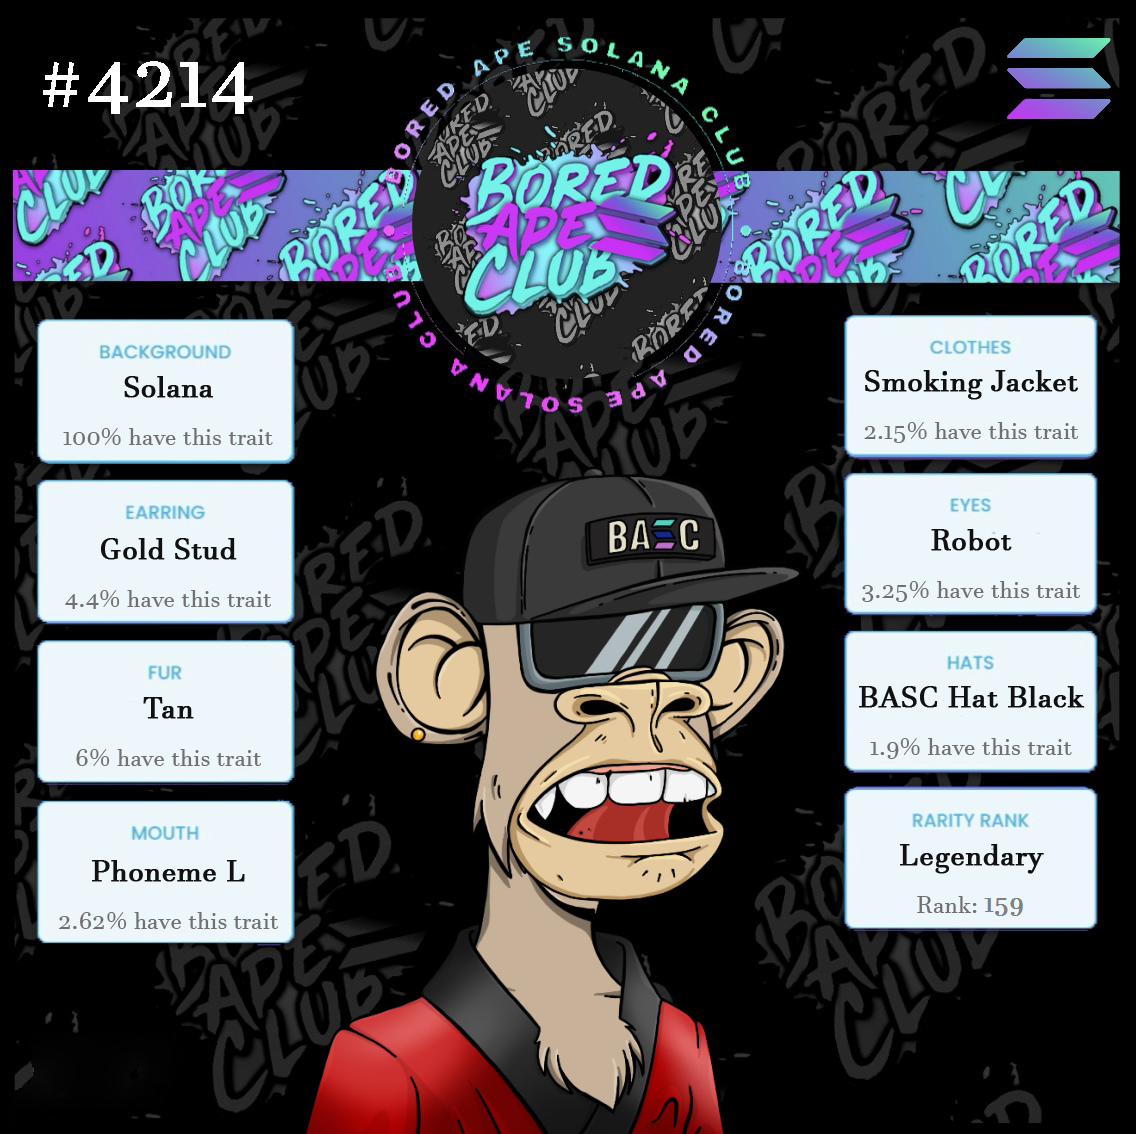 #4214
BORED APE SOLANA CLUB
BORED APE SOLANA CLUB
BORED
APE
CLUB
BACKGROUND
Solana
100% have this trait
EARRING
Gold Stud
4.4% have this trait
FUR
Tan
6% have this trait
MOUTH
Phoneme L
2.62% have this trait
CLOTHES
Smoking Jacket
2.15% have this trait
EYES
Robot
3.25% have this trait
HATS
BASC Hat Black
1.9% have this trait
RARITY RANK
Legendary
Rank: 159
BASC